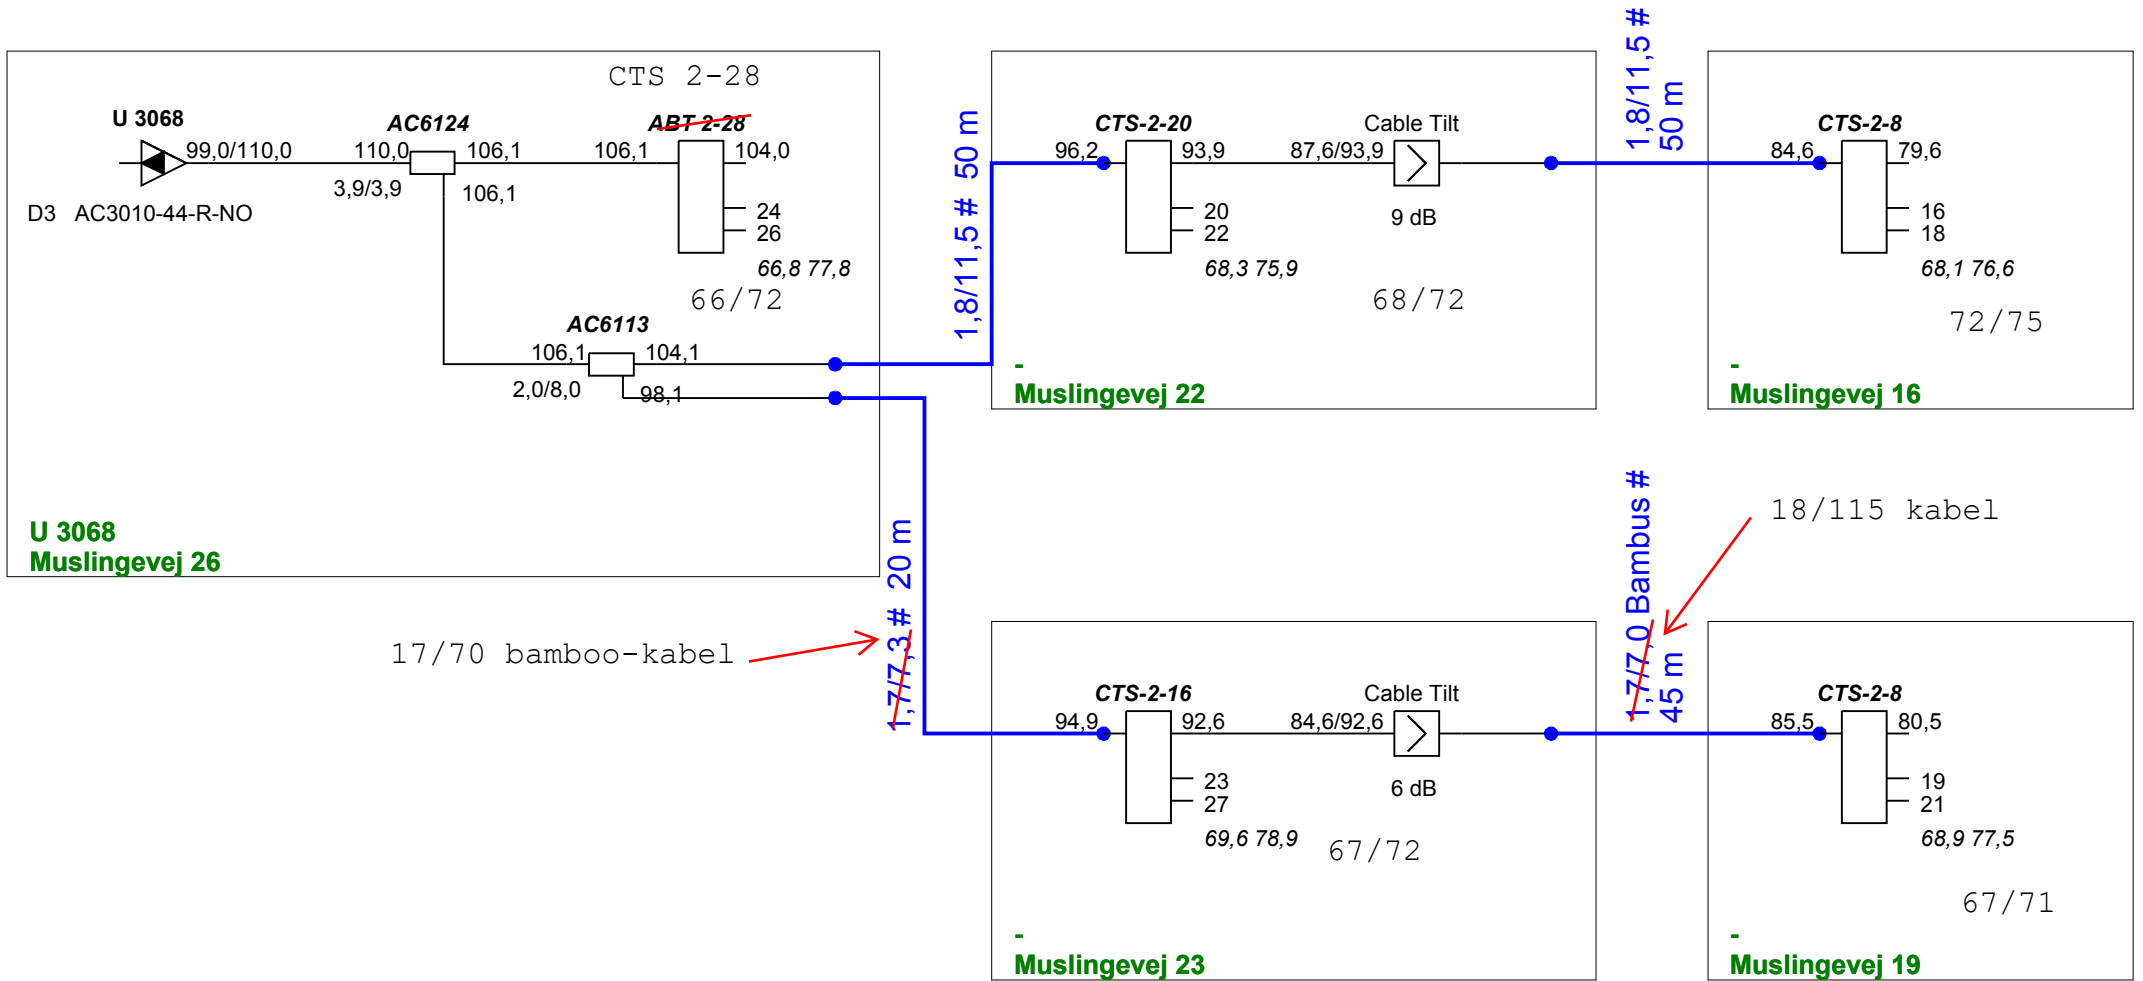 CTS 2-28
U 3068
AC6124
ABT 2-28
99,0/110,0
110,0
106,1
106,1
104,0
3,9/3,9
106,1
D3 AC3010-44-R-NO
24
26
66,8 77,8
66/72
AC6113
106,1
104,1
2,0/8,0
98,1
U 3068
Muslingevej 26
1,8/11,5 # 50 m
CTS-2-20
Cable Tilt
96,2
93,9
87,6/93,9
20
22
9 dB
68,3 75,9
68/72
-
Muslingevej 22
1,8/11,5 #
50 m
CTS-2-8
84,6
79,6
16
18
68,1 76,6
72/75
-
Muslingevej 16
17/70 bamboo-kabel
1,7/7,3 # 20 m
CTS-2-16
Cable Tilt
94,9
92,6
84,6/92,6
23
27
6 dB
69,6 78,9
67/72
-
Muslingevej 23
18/115 kabel
1,7/7,0 Bambus #
45 m
CTS-2-8
85,5
80,5
19
21
68,9 77,5
67/71
-
Muslingevej 19